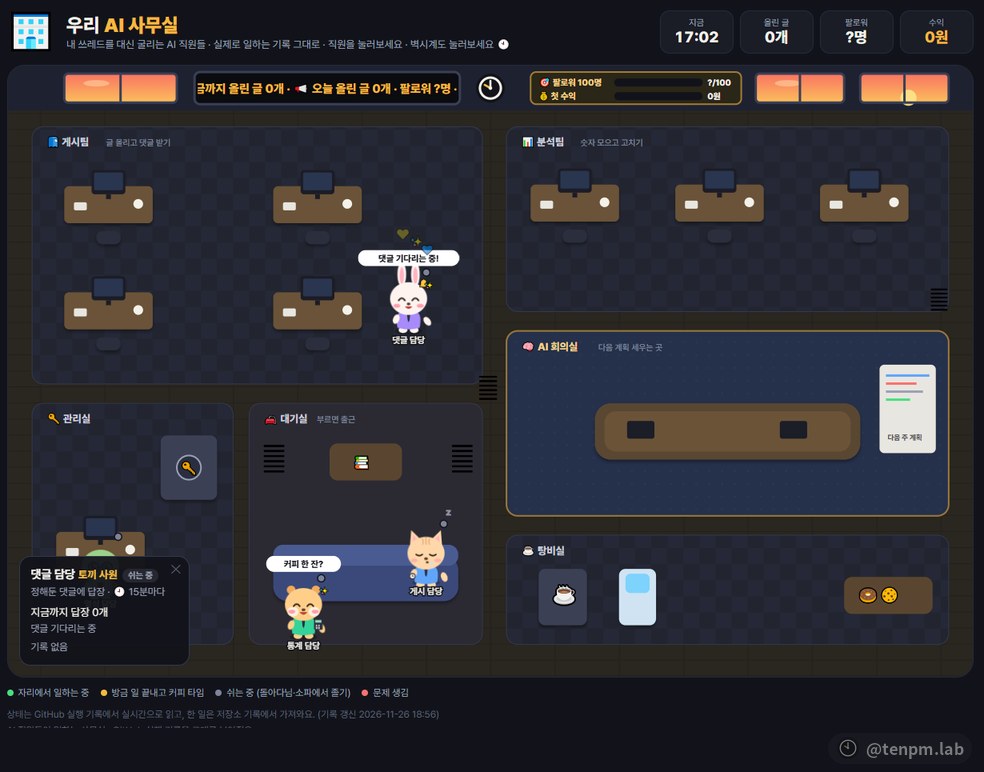 우리 AI 사무실
내 쓰레드를 대신 굴리는 AI 직원들 · 실제로 일하는 기록 그대로 · 직원을 눌러보세요 · 벽시계도 눌러보세요
지금
17:02
올린 글
0개
팔로워
?명
수익
0원
금까지 올린 글 0개 · 오늘 올린 글 0개 · 팔로워 ?명 ·
팔로워 100명 ?/100
첫 수익 0원
게시팀 글 올리고 댓글 받기
댓글 기다리는 중!
댓글 담당
분석팀 숫자 모으고 고치기
AI 회의실 다음 계획 세우는 곳
다음 주 계획
관리실
대기실 부르면 출근
z
커피 한 잔?
게시 담당
통계 담당
탕비실
댓글 담당 토끼 사원 쉬는 중
정해둔 댓글에 답장 · 15분마다
지금까지 답장 0개
댓글 기다리는 중
기록 없음
자리에서 일하는 중 방금 일 끝내고 커피 타임 쉬는 중 (돌아다님·소파에서 졸기) 문제 생김
상태는 GitHub 실행 기록에서 실시간으로 읽고, 한 일은 저장소 기록에서 가져와요. (기록 갱신 2026-11-26 18:56)
@tenpm.lab